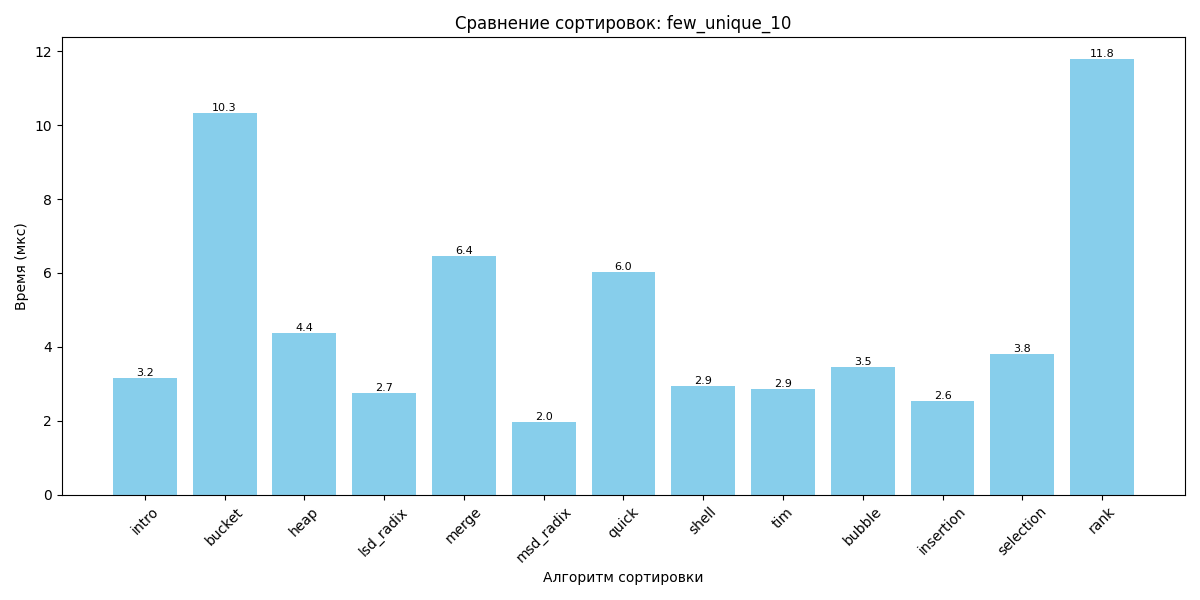 Сравнение сортировок: few_unique_10
Время (мкс)
12
10
8
6
4
2
0
3.2
10.3
4.4
2.7
6.4
2.0
6.0
2.9
2.9
3.5
2.6
3.8
11.8
intro
bucket
heap
lsd_radix
merge
msd_radix
quick
shell
tim
bubble
insertion
selection
rank
Алгоритм сортировки